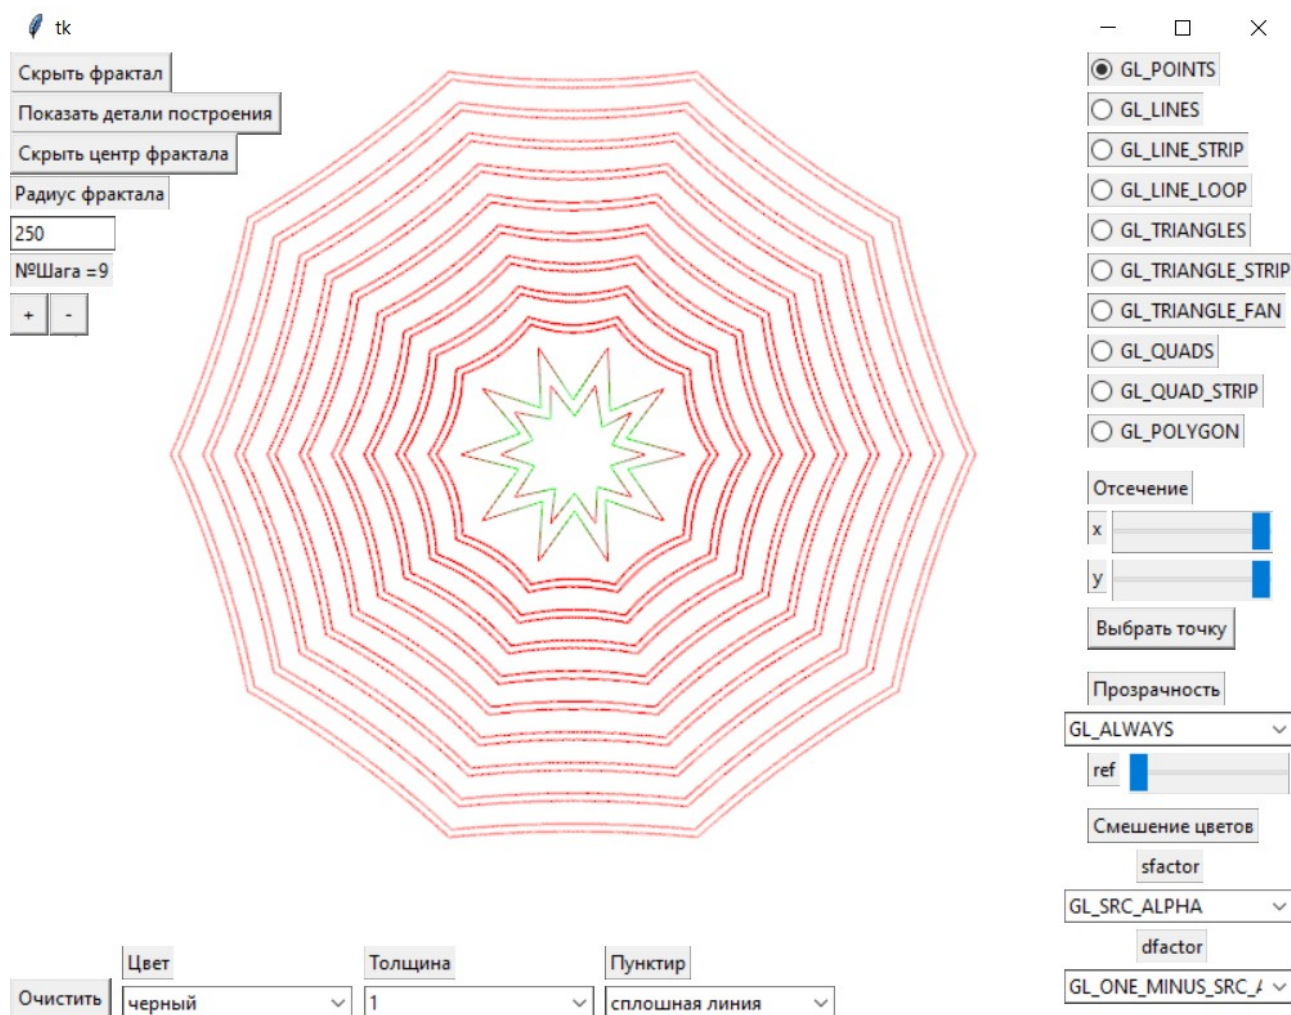 tk
Скрыть фрактал
Показать детали построения
Скрыть центр фрактала
Радиус фрактала
250
№Шага =9
+ -
GL_POINTS
GL_LINES
GL_LINE_STRIP
GL_LINE_LOOP
GL_TRIANGLES
GL_TRIANGLE_STRIP
GL_TRIANGLE_FAN
GL_QUADS
GL_QUAD_STRIP
GL_POLYGON
Отсечение
x
y
Выбрать точку
Прозрачность
GL_ALWAYS
ref
Смешение цветов
sfactor
GL_SRC_ALPHA
dfactor
GL_ONE_MINUS_SRC_A
Цвет Толщина Пунктир
Очистить черный 1 сплошная линия